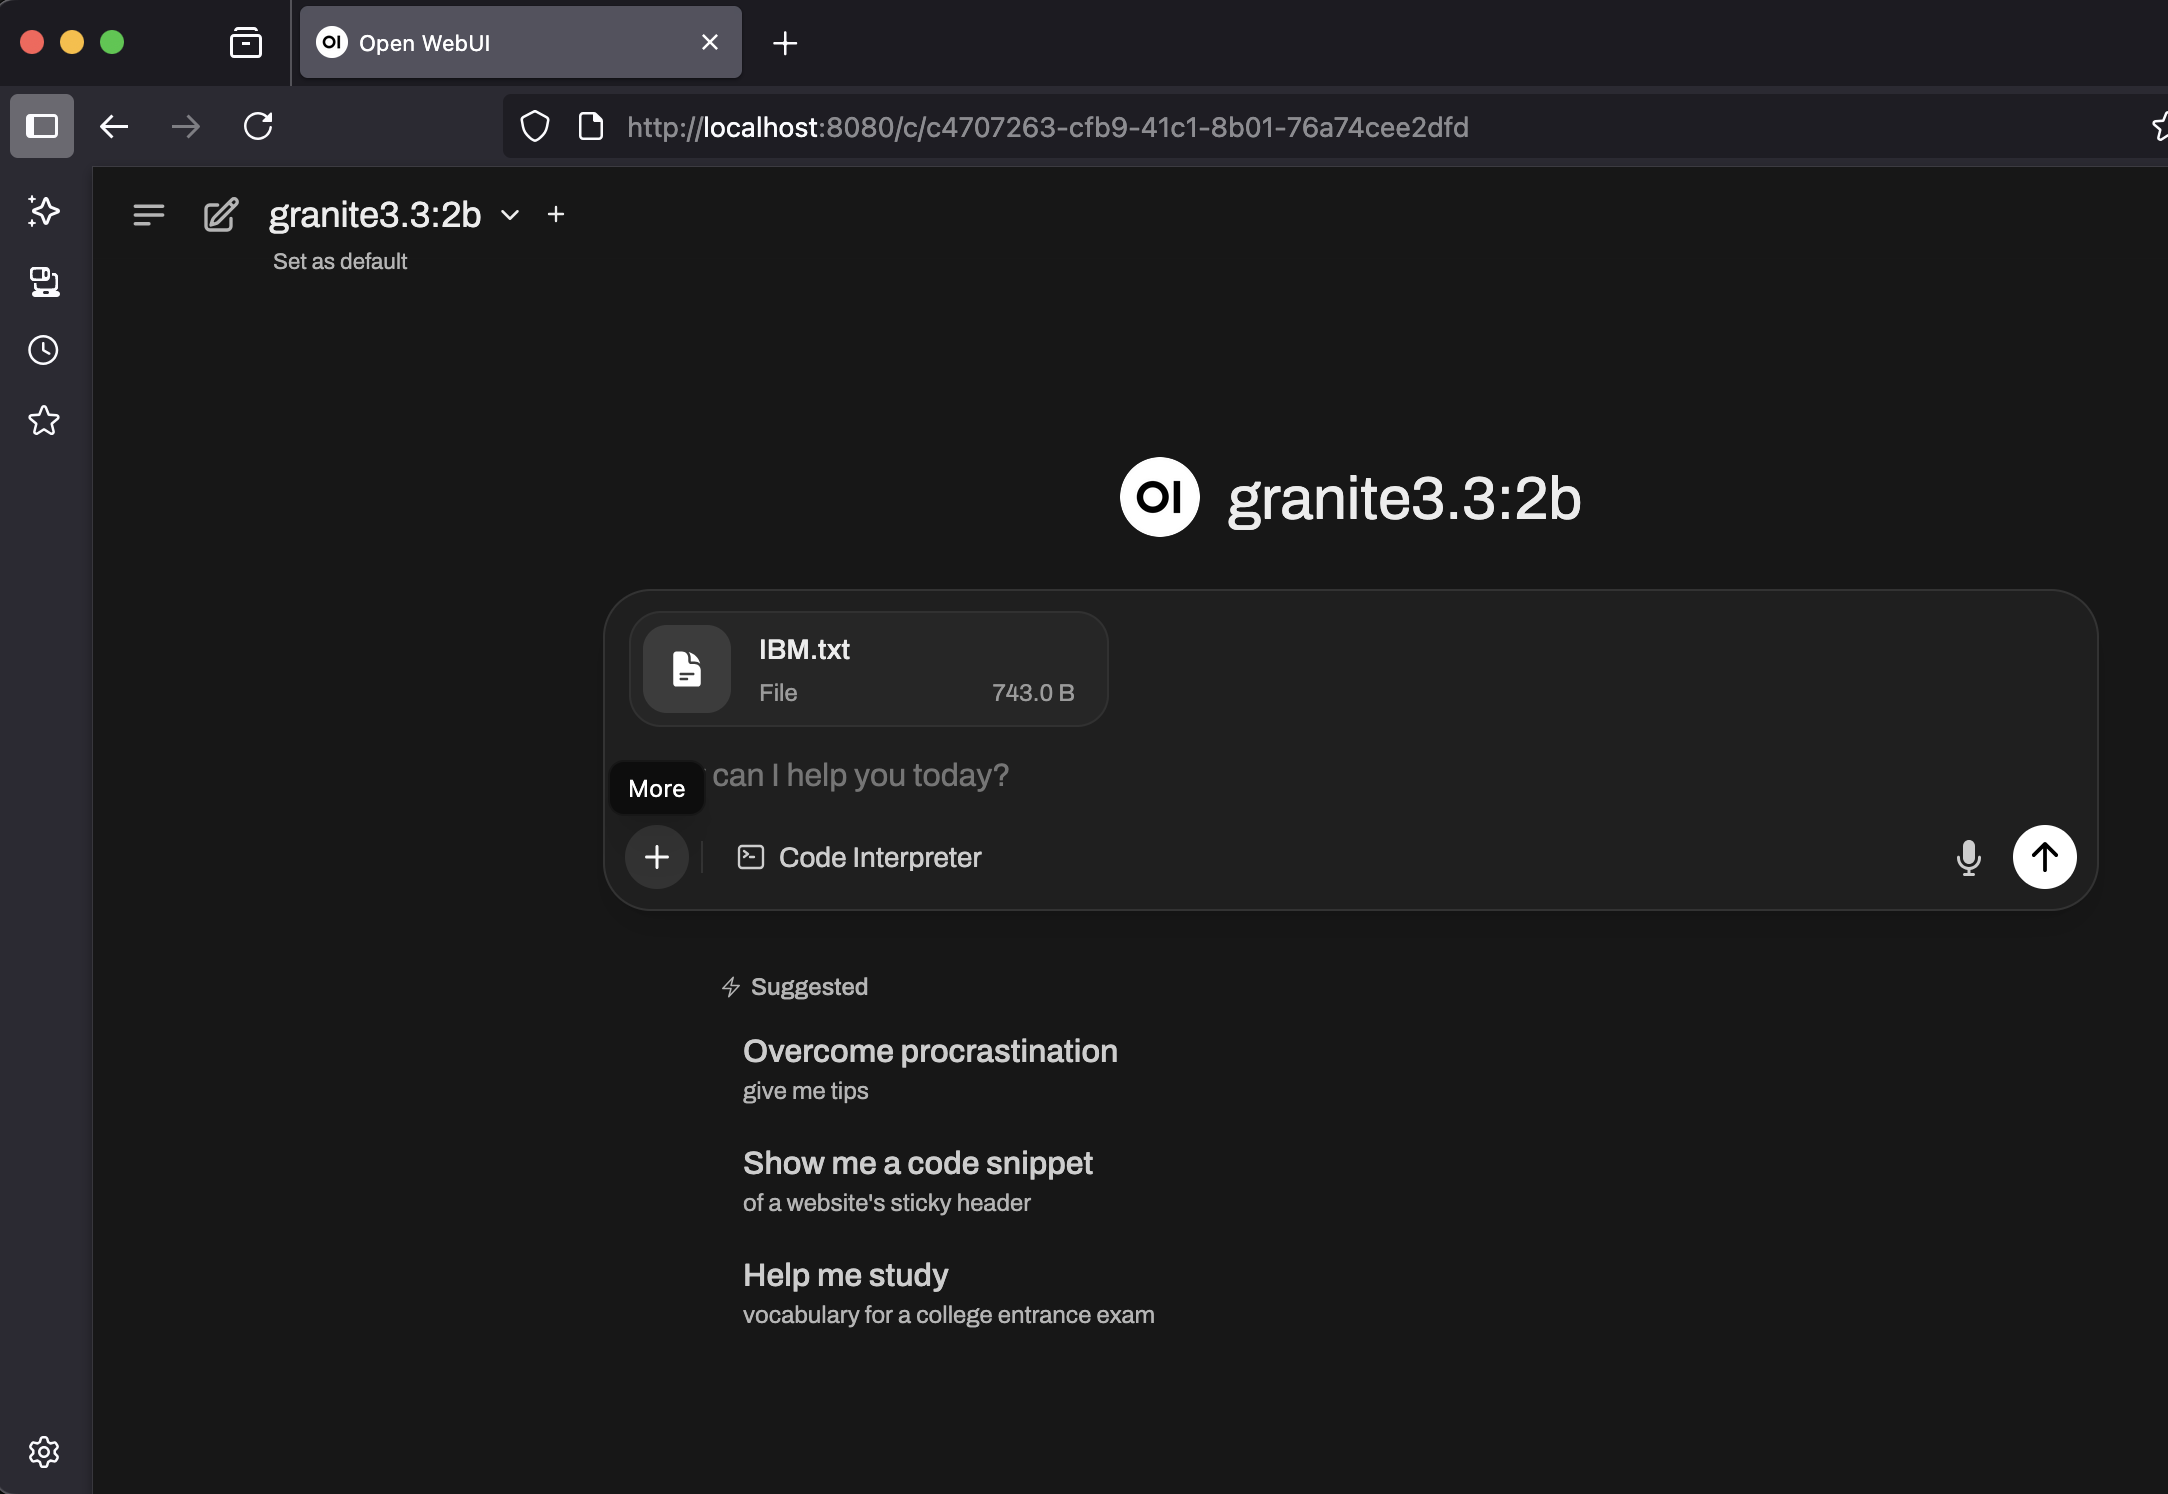 OI Open WebUI
http://localhost:8080/c/c4707263-cfb9-41c1-8b01-76a74cee2dfd
granite3.3:2b
Set as default
OI granite3.3:2b
IBM.txt
File 743.0 B
can I help you today?
More
Code Interpreter
Suggested
Overcome procrastination
give me tips
Show me a code snippet
of a website's sticky header
Help me study
vocabulary for a college entrance exam